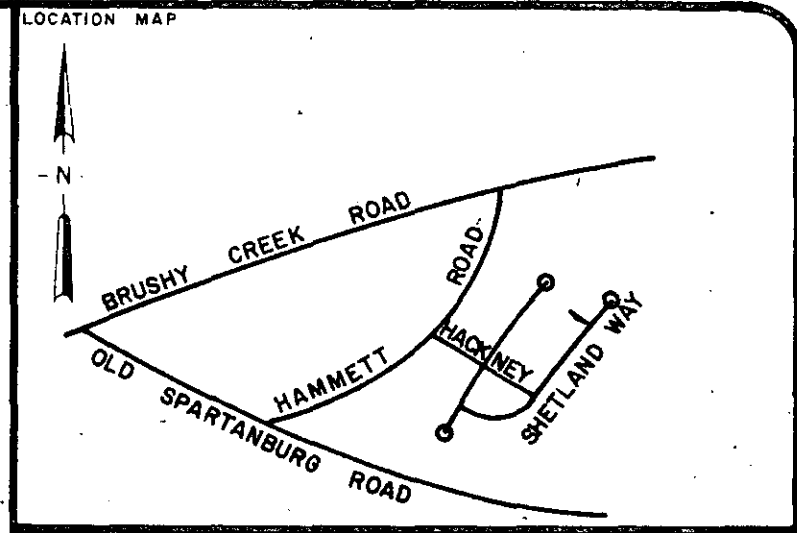 LOCATION MAP
- N -
BRUSHY CREEK ROAD
HAMMETT ROAD
HACKNEY
SHETLAND WAY
OLD SPARTANBURG ROAD